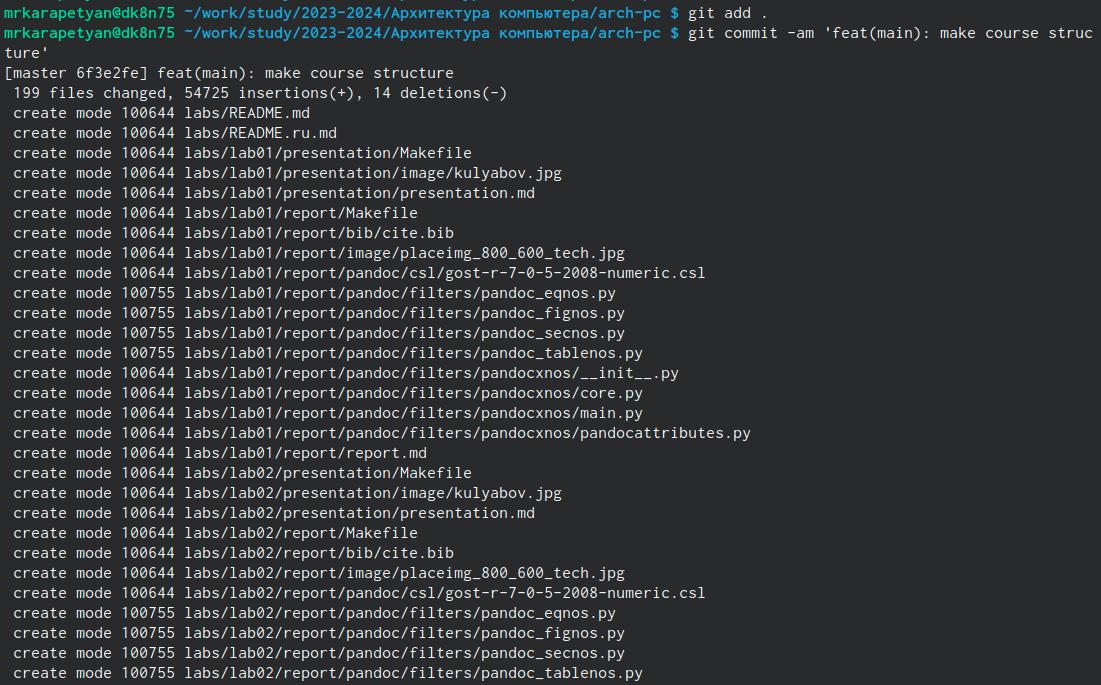 mrkarapetyan@dk8n75 ~/work/study/2023-2024/Архитектура компьютера/arch-pc $ git add .
mrkarapetyan@dk8n75 ~/work/study/2023-2024/Архитектура компьютера/arch-pc $ git commit -am 'feat(main): make course struc
ture'
[master 6f3e2fe] feat(main): make course structure
 199 files changed, 54725 insertions(+), 14 deletions(-)
 create mode 100644 labs/README.md
 create mode 100644 labs/README.ru.md
 create mode 100644 labs/lab01/presentation/Makefile
 create mode 100644 labs/lab01/presentation/image/kulyabov.jpg
 create mode 100644 labs/lab01/presentation/presentation.md
 create mode 100644 labs/lab01/report/Makefile
 create mode 100644 labs/lab01/report/bib/cite.bib
 create mode 100644 labs/lab01/report/image/placeimg_800_600_tech.jpg
 create mode 100644 labs/lab01/report/pandoc/csl/gost-r-7-0-5-2008-numeric.csl
 create mode 100755 labs/lab01/report/pandoc/filters/pandoc_eqnos.py
 create mode 100755 labs/lab01/report/pandoc/filters/pandoc_fignos.py
 create mode 100755 labs/lab01/report/pandoc/filters/pandoc_secnos.py
 create mode 100755 labs/lab01/report/pandoc/filters/pandoc_tablenos.py
 create mode 100644 labs/lab01/report/pandoc/filters/pandocxnos/__init__.py
 create mode 100644 labs/lab01/report/pandoc/filters/pandocxnos/core.py
 create mode 100644 labs/lab01/report/pandoc/filters/pandocxnos/main.py
 create mode 100644 labs/lab01/report/pandoc/filters/pandocxnos/pandocattributes.py
 create mode 100644 labs/lab01/report/report.md
 create mode 100644 labs/lab02/presentation/Makefile
 create mode 100644 labs/lab02/presentation/image/kulyabov.jpg
 create mode 100644 labs/lab02/presentation/presentation.md
 create mode 100644 labs/lab02/report/Makefile
 create mode 100644 labs/lab02/report/bib/cite.bib
 create mode 100644 labs/lab02/report/image/placeimg_800_600_tech.jpg
 create mode 100644 labs/lab02/report/pandoc/csl/gost-r-7-0-5-2008-numeric.csl
 create mode 100755 labs/lab02/report/pandoc/filters/pandoc_eqnos.py
 create mode 100755 labs/lab02/report/pandoc/filters/pandoc_fignos.py
 create mode 100755 labs/lab02/report/pandoc/filters/pandoc_secnos.py
 create mode 100755 labs/lab02/report/pandoc/filters/pandoc_tablenos.py